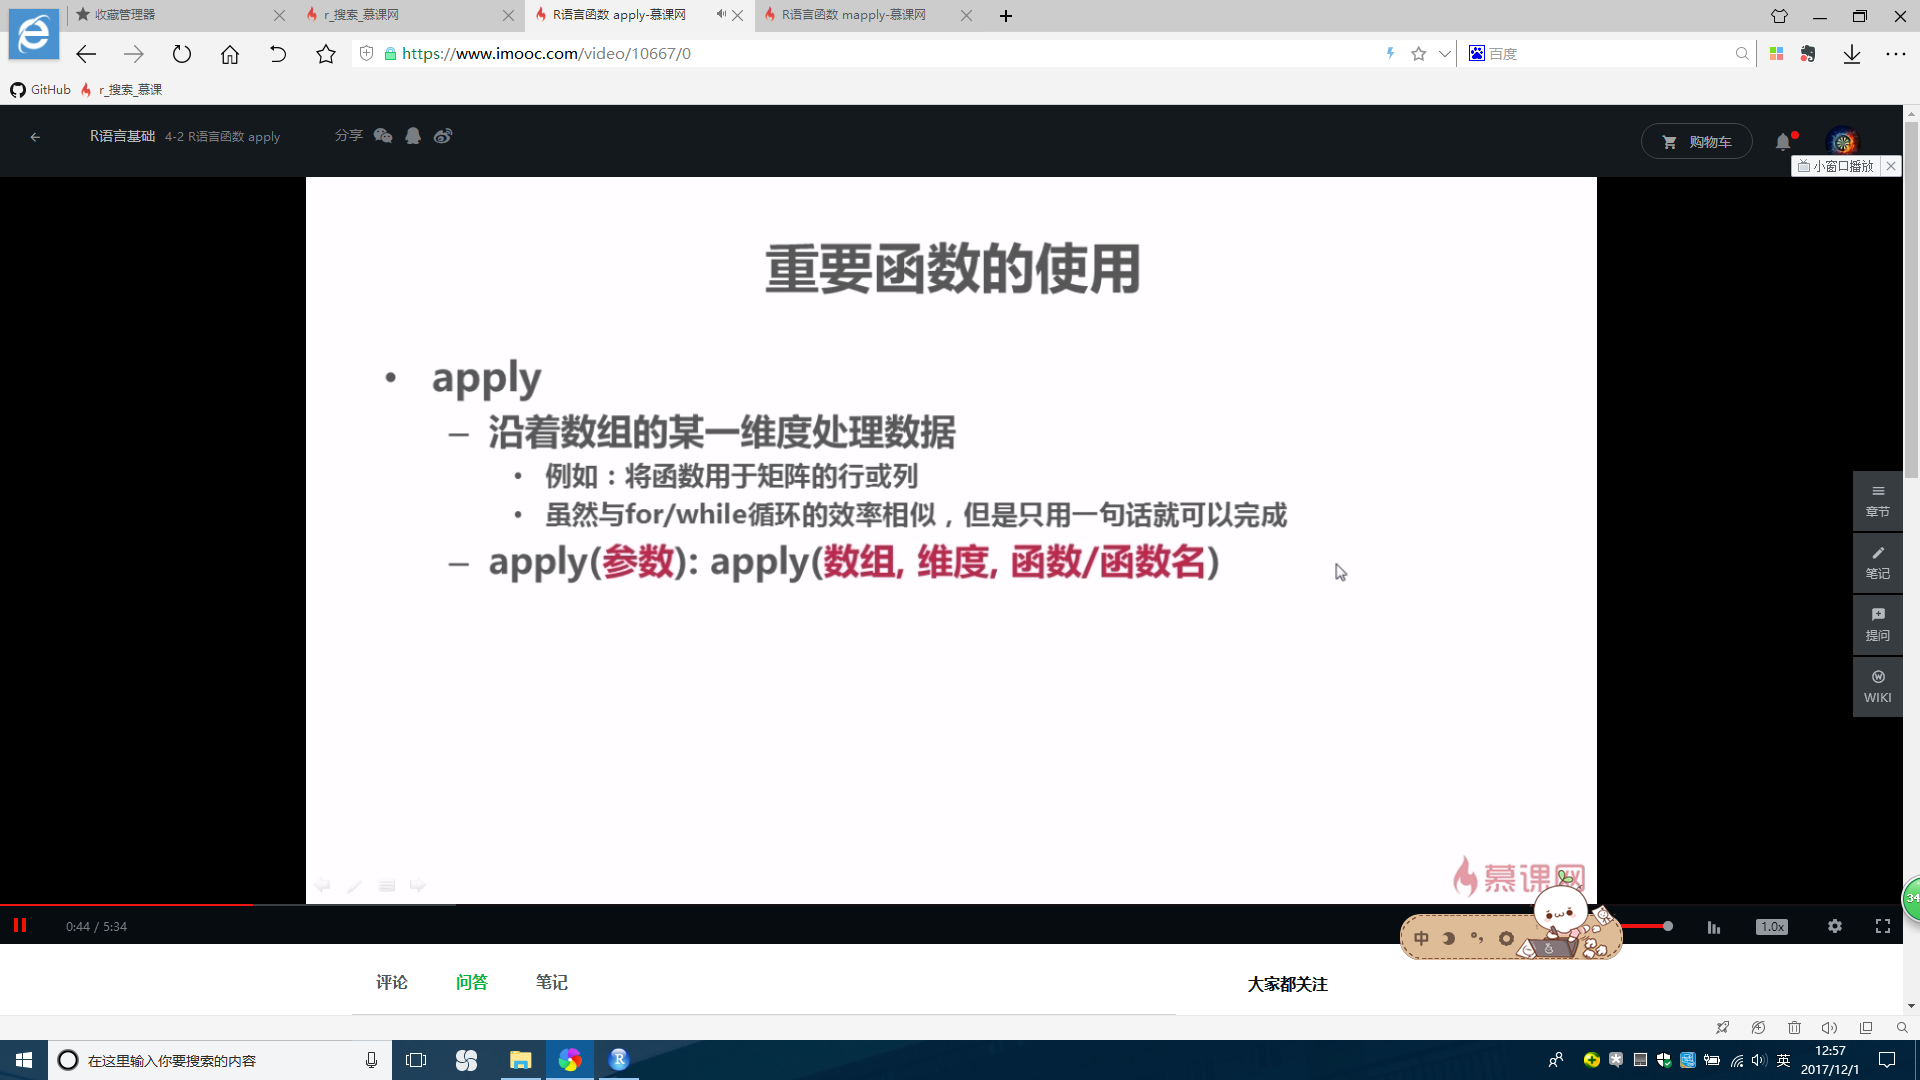 收藏管理器
r_搜索_慕课网
R语言函数 apply-慕课网
R语言函数 mapply-慕课网
https://www.imooc.com/video/10667/0
百度
GitHub
r_搜索_慕课
R语言基础 4-2 R语言函数 apply
分享
购物车
小窗口播放
重要函数的使用
• apply
– 沿着数组的某一维度处理数据
• 例如：将函数用于矩阵的行或列
• 虽然与for/while循环的效率相似，但是只用一句话就可以完成
– apply(参数): apply(数组, 维度, 函数/函数名)
章节
笔记
提问
WIKI
慕课网
34
0:44 / 5:34
中
1.0x
评论
问答
笔记
大家都关注
在这里输入你要搜索的内容
英
12:57
2017/12/1